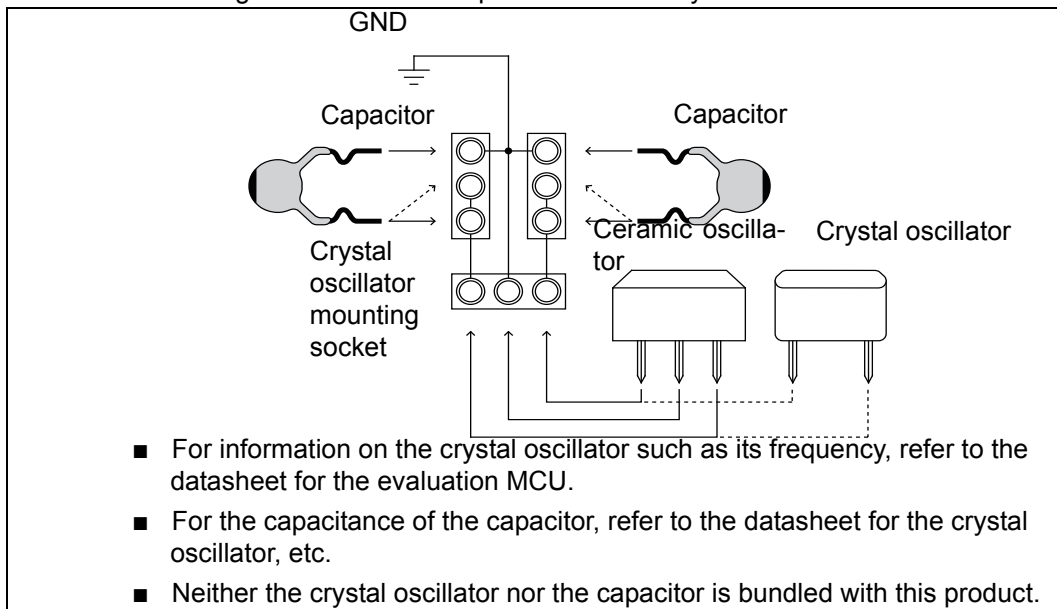 GND
Capacitor
Capacitor
Crystal
oscillator
mounting
socket
Ceramic oscilla-
tor
Crystal oscillator
■ For information on the crystal oscillator such as its frequency, refer to the
datasheet for the evaluation MCU.
■ For the capacitance of the capacitor, refer to the datasheet for the crystal
oscillator, etc.
■ Neither the crystal oscillator nor the capacitor is bundled with this product.